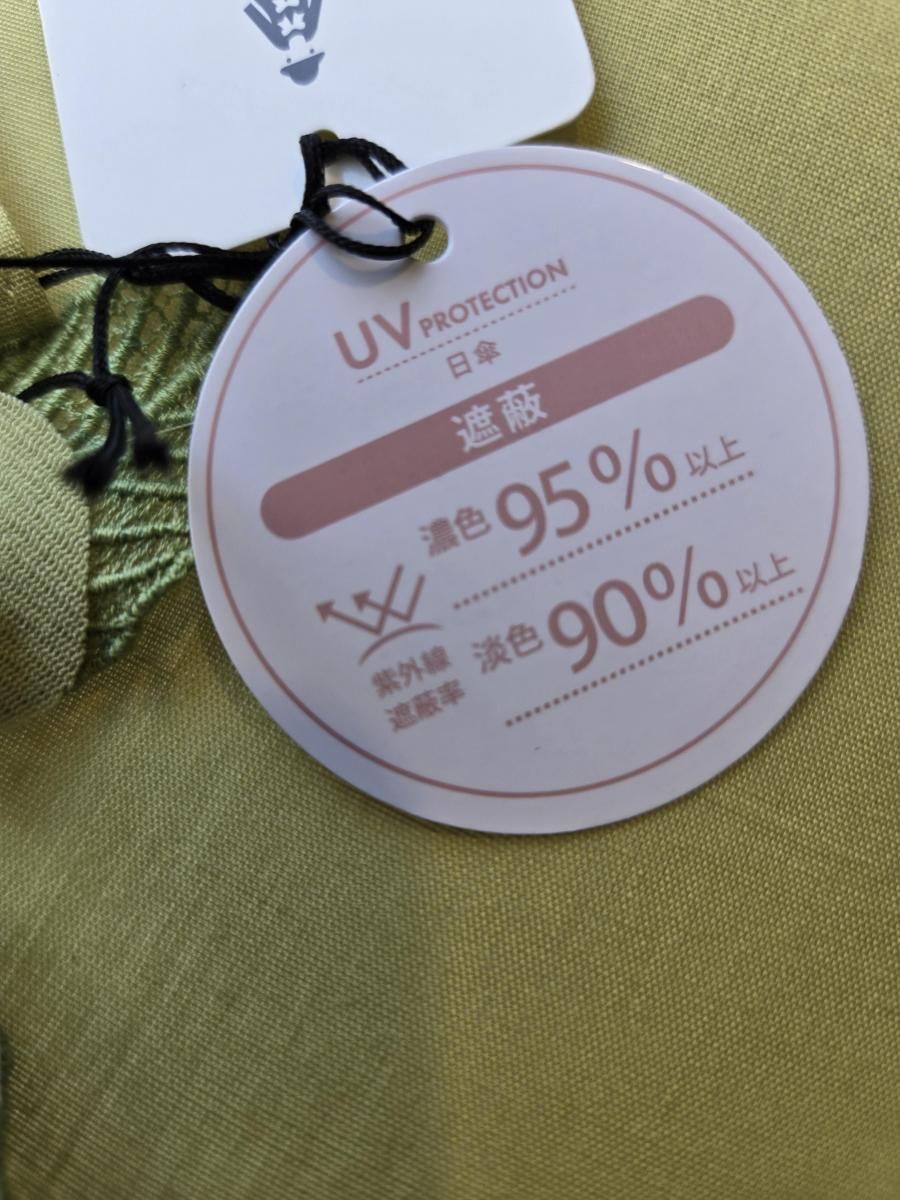 UV PROTECTION
日傘
遮蔽
濃色 95% 以上
淡色 90% 以上
紫外線
遮蔽率